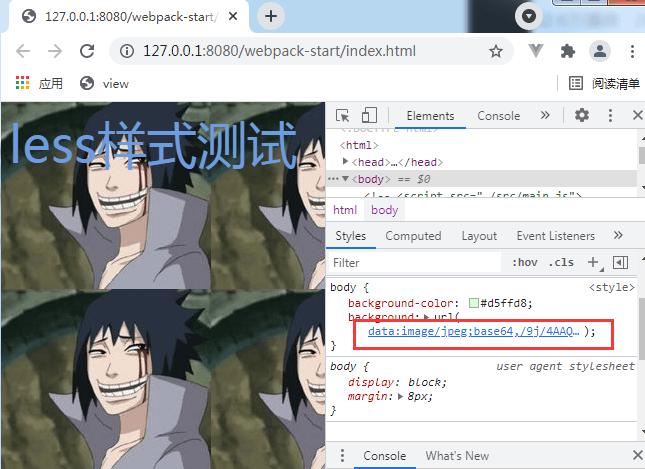 127.0.0.1:8080/webpack-start/
127.0.0.1:8080/webpack-start/index.html
应用 view 阅读清单
less样式测试
Elements Console
<!DOCTYPE html>
<html>
<head>…</head>
<body> == $0
<!-- <script src="./src/main.js">
html body
Styles Computed Layout Event Listeners
Filter :hov .cls
body { <style>
background-color: #d5ffd8;
background: url(
data:image/jpeg;base64,/9j/4AAQ… );
}
body { user agent stylesheet
display: block;
margin: 8px;
}
Console What's New